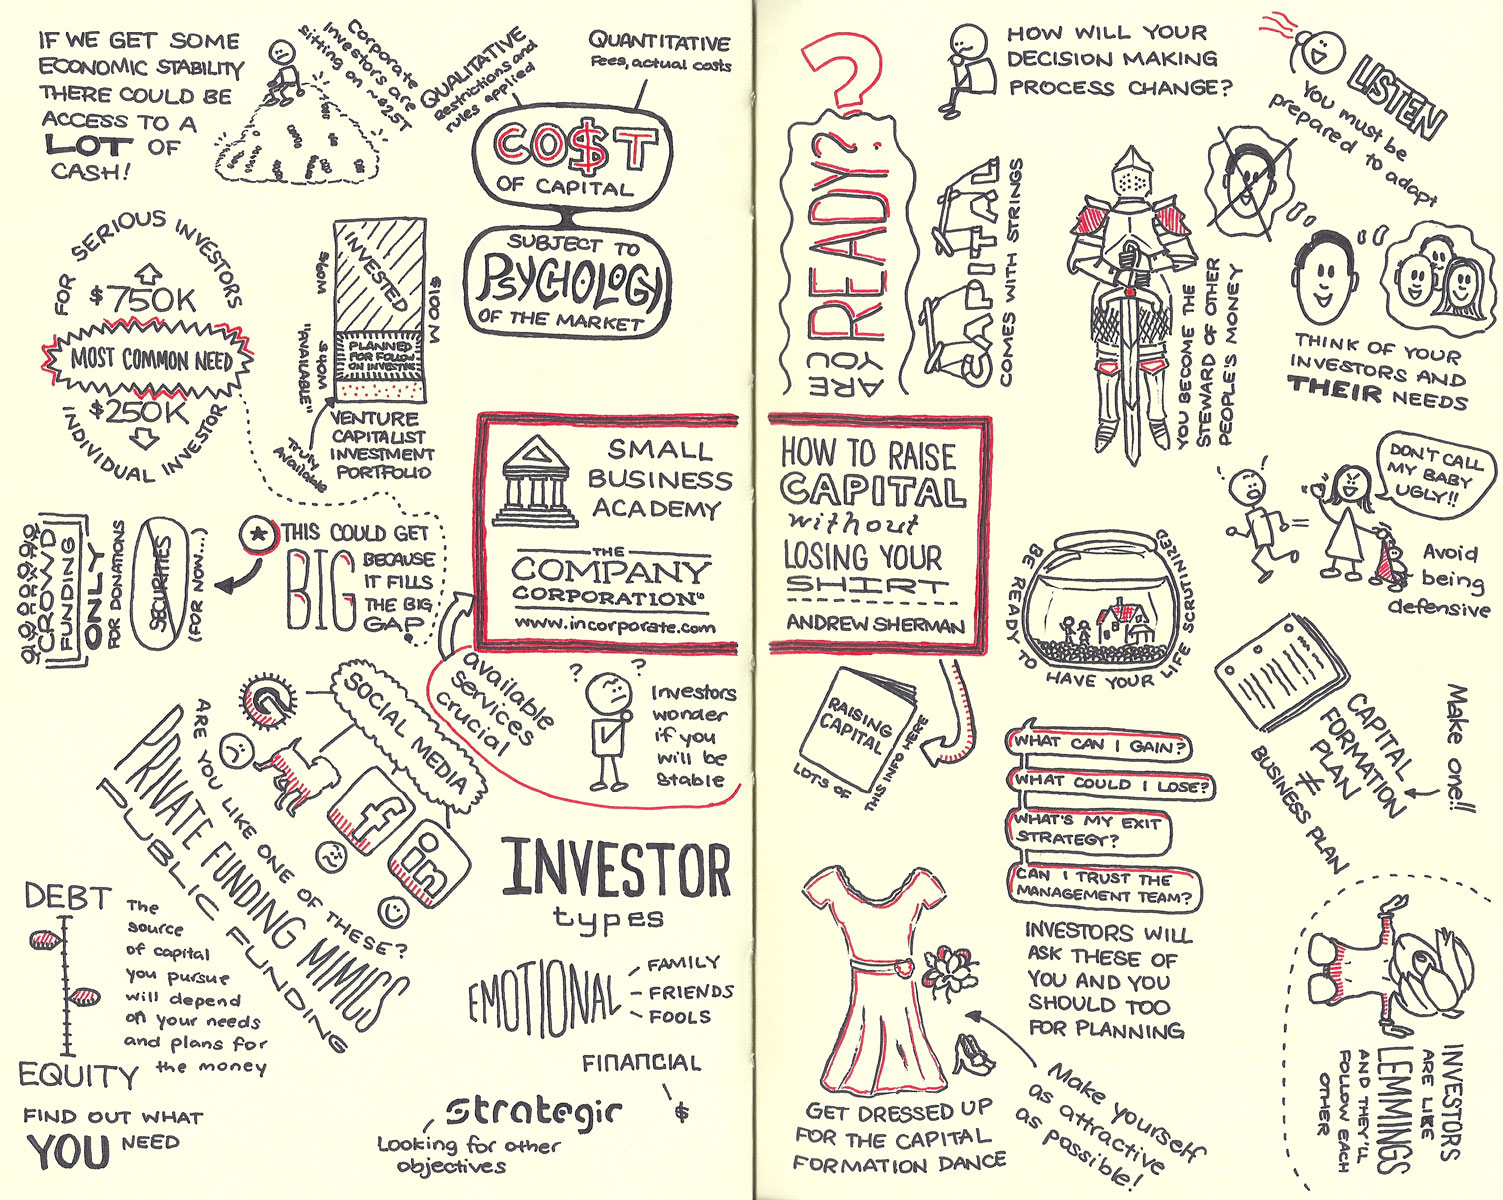 IF WE GET SOME
ECONOMIC STABILITY
THERE COULD BE
ACCESS TO A
LOT OF
CASH!
Corporate
Investors are
sitting on ~$2.5T
QUALITATIVE
Restrictions and
rules applied
QUANTITATIVE
Fees, actual costs
CO$T
OF CAPITAL
SUBJECT TO
PSYCHOLOGY
OF THE MARKET
FOR SERIOUS INVESTORS
$750K
MOST COMMON NEED
$250K
INDIVIDUAL INVESTOR
INVESTED
$60M
$100 M
PLANNED
FOR FOLLOW
ON INVESTING
$40M
"AVAILABLE"
Truly
Available
VENTURE
CAPITALIST
INVESTMENT
PORTFOLIO
CROWD
FUNDING
ONLY
FOR DONATIONS
SECURITIES
(FOR NOW...)
THIS COULD GET
BIG
BECAUSE
IT FILLS
THE BIG
GAP.
SMALL
BUSINESS
ACADEMY
THE
COMPANY
CORPORATION
www.incorporate.com
available
services
crucial
?
?
Investors
wonder
if you
will be
stable
SOCIAL MEDIA
f
in
ARE YOU LIKE ONE OF THESE?
PRIVATE FUNDING MIMICS
PUBLIC FUNDING
DEBT
EQUITY
The
source
of capital
you pursue
will depend
on your needs
and plans for
the money
FIND OUT WHAT
YOU NEED
INVESTOR
types
EMOTIONAL
FAMILY
FRIENDS
FOOLS
FINANCIAL
$
strategic
Looking for other
objectives
?
ARE YOU
READY?
CAPITAL
COMES WITH STRINGS
HOW WILL YOUR
DECISION MAKING
PROCESS CHANGE?
LISTEN
You must be
prepared to adapt
YOU BECOME THE
STEWARD OF OTHER
PEOPLE'S MONEY
THINK OF YOUR
INVESTORS AND
THEIR NEEDS
HOW TO RAISE
CAPITAL
without
LOSING YOUR
SHIRT
ANDREW SHERMAN
BE READY TO
HAVE YOUR
LIFE SCRUTINIZED
DON'T CALL
MY BABY
UGLY!!
=
Avoid
being
defensive
RAISING
CAPITAL
LOTS OF
THIS INFO HERE
WHAT CAN I GAIN?
WHAT COULD I LOSE?
WHAT'S MY EXIT
STRATEGY?
CAN I TRUST THE
MANAGEMENT TEAM?
INVESTORS WILL
ASK THESE OF
YOU AND YOU
SHOULD TOO
FOR PLANNING
CAPITAL
FORMATION
PLAN
≠
BUSINESS PLAN
Make one!!
GET DRESSED UP
FOR THE CAPITAL
FORMATION DANCE
Make yourself
as attractive
as possible!
INVESTORS
ARE LIKE
LEMMINGS
AND THEY'LL
FOLLOW EACH
OTHER